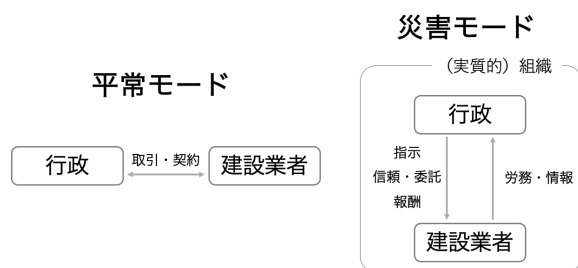 平常モード
行政
取引・契約
建設業者
災害モード
（実質的）組織
行政
指示
信頼・委託
報酬
労務・情報
建設業者